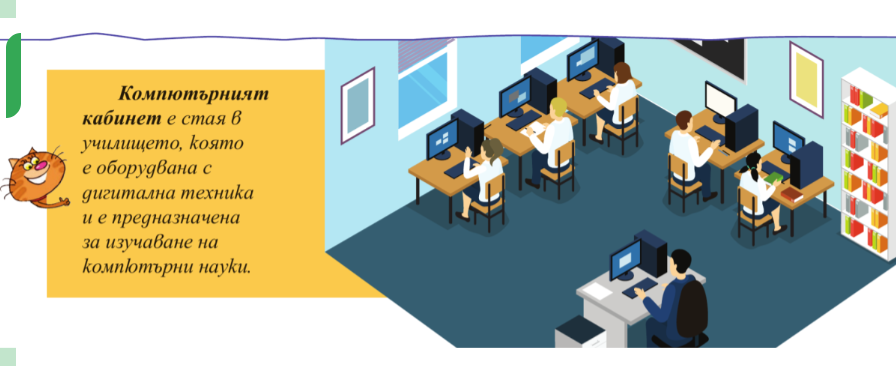 Компютърният
кабинет е стая в
училището, която
е оборудвана с
дигитална техника
и е предназначена
за изучаване на
компютърни науки.